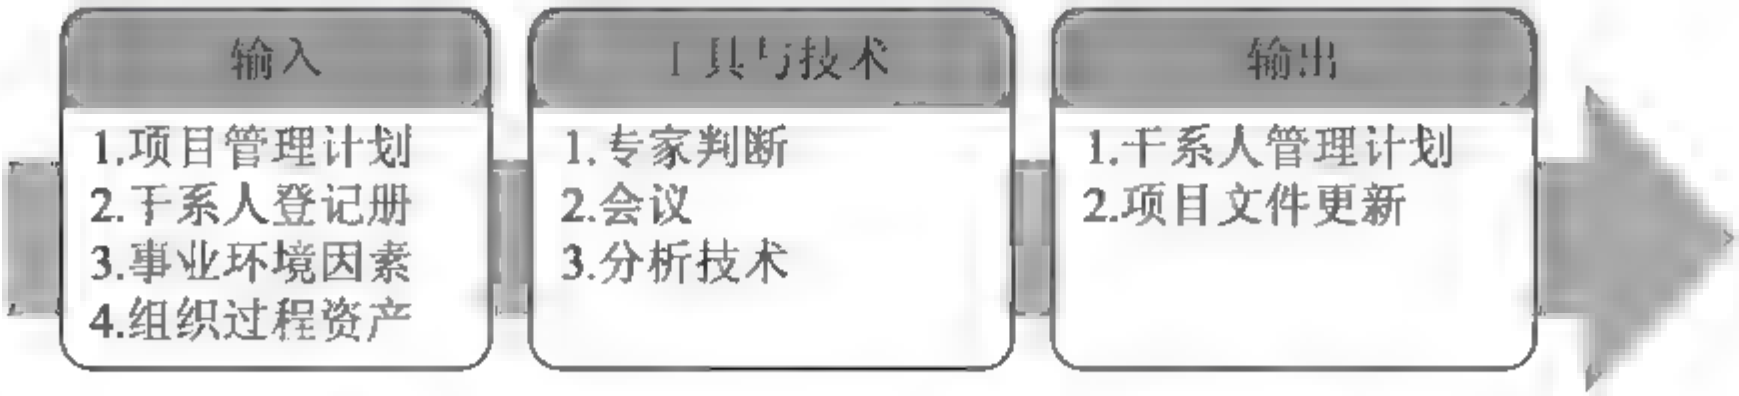 输入
1.项目管理计划
2.干系人登记册
3.事业环境因素
4.组织过程资产
工具与技术
1.专家判断
2.会议
3.分析技术
输出
1.干系人管理计划
2.项目文件更新